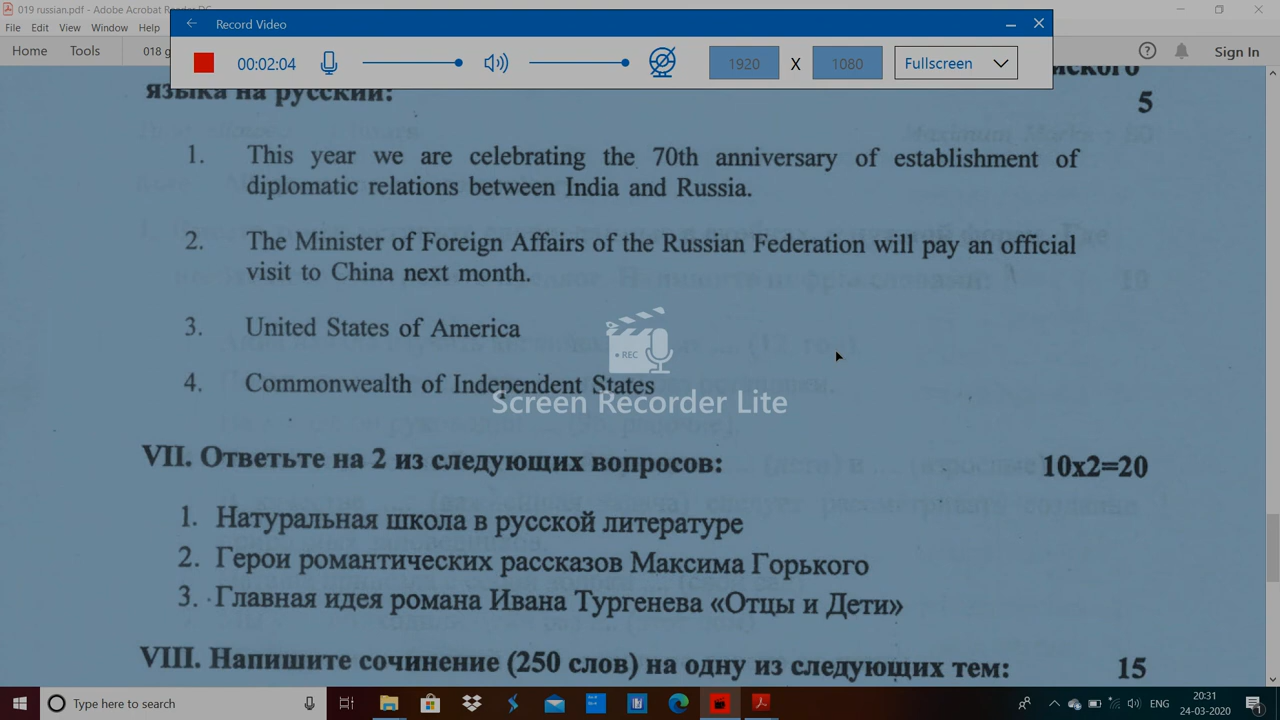 019 russian.pdf - Adobe Acrobat Reader DC
File Edit View Window Help
Record Video
Home Tools 018 g
00:02:04 1920 X 1080 Fullscreen
Sign In
языка на русский: 5
1. This year we are celebrating the 70th anniversary of establishment of
diplomatic relations between India and Russia.
2. The Minister of Foreign Affairs of the Russian Federation will pay an official
visit to China next month.
3. United States of America
REC
4. Commonwealth of Independent States
Screen Recorder Lite
VII. Ответьте на 2 из следующих вопросов: 10x2=20
1. Натуральная школа в русской литературе
2. Герои романтических рассказов Максима Горького
3. Главная идея романа Ивана Тургенева «Отцы и Дети»
VIII. Напишите сочинение (250 слов) на одну из следующих тем: 15
Type here to search
ENG
20:31
24-03-2020
1